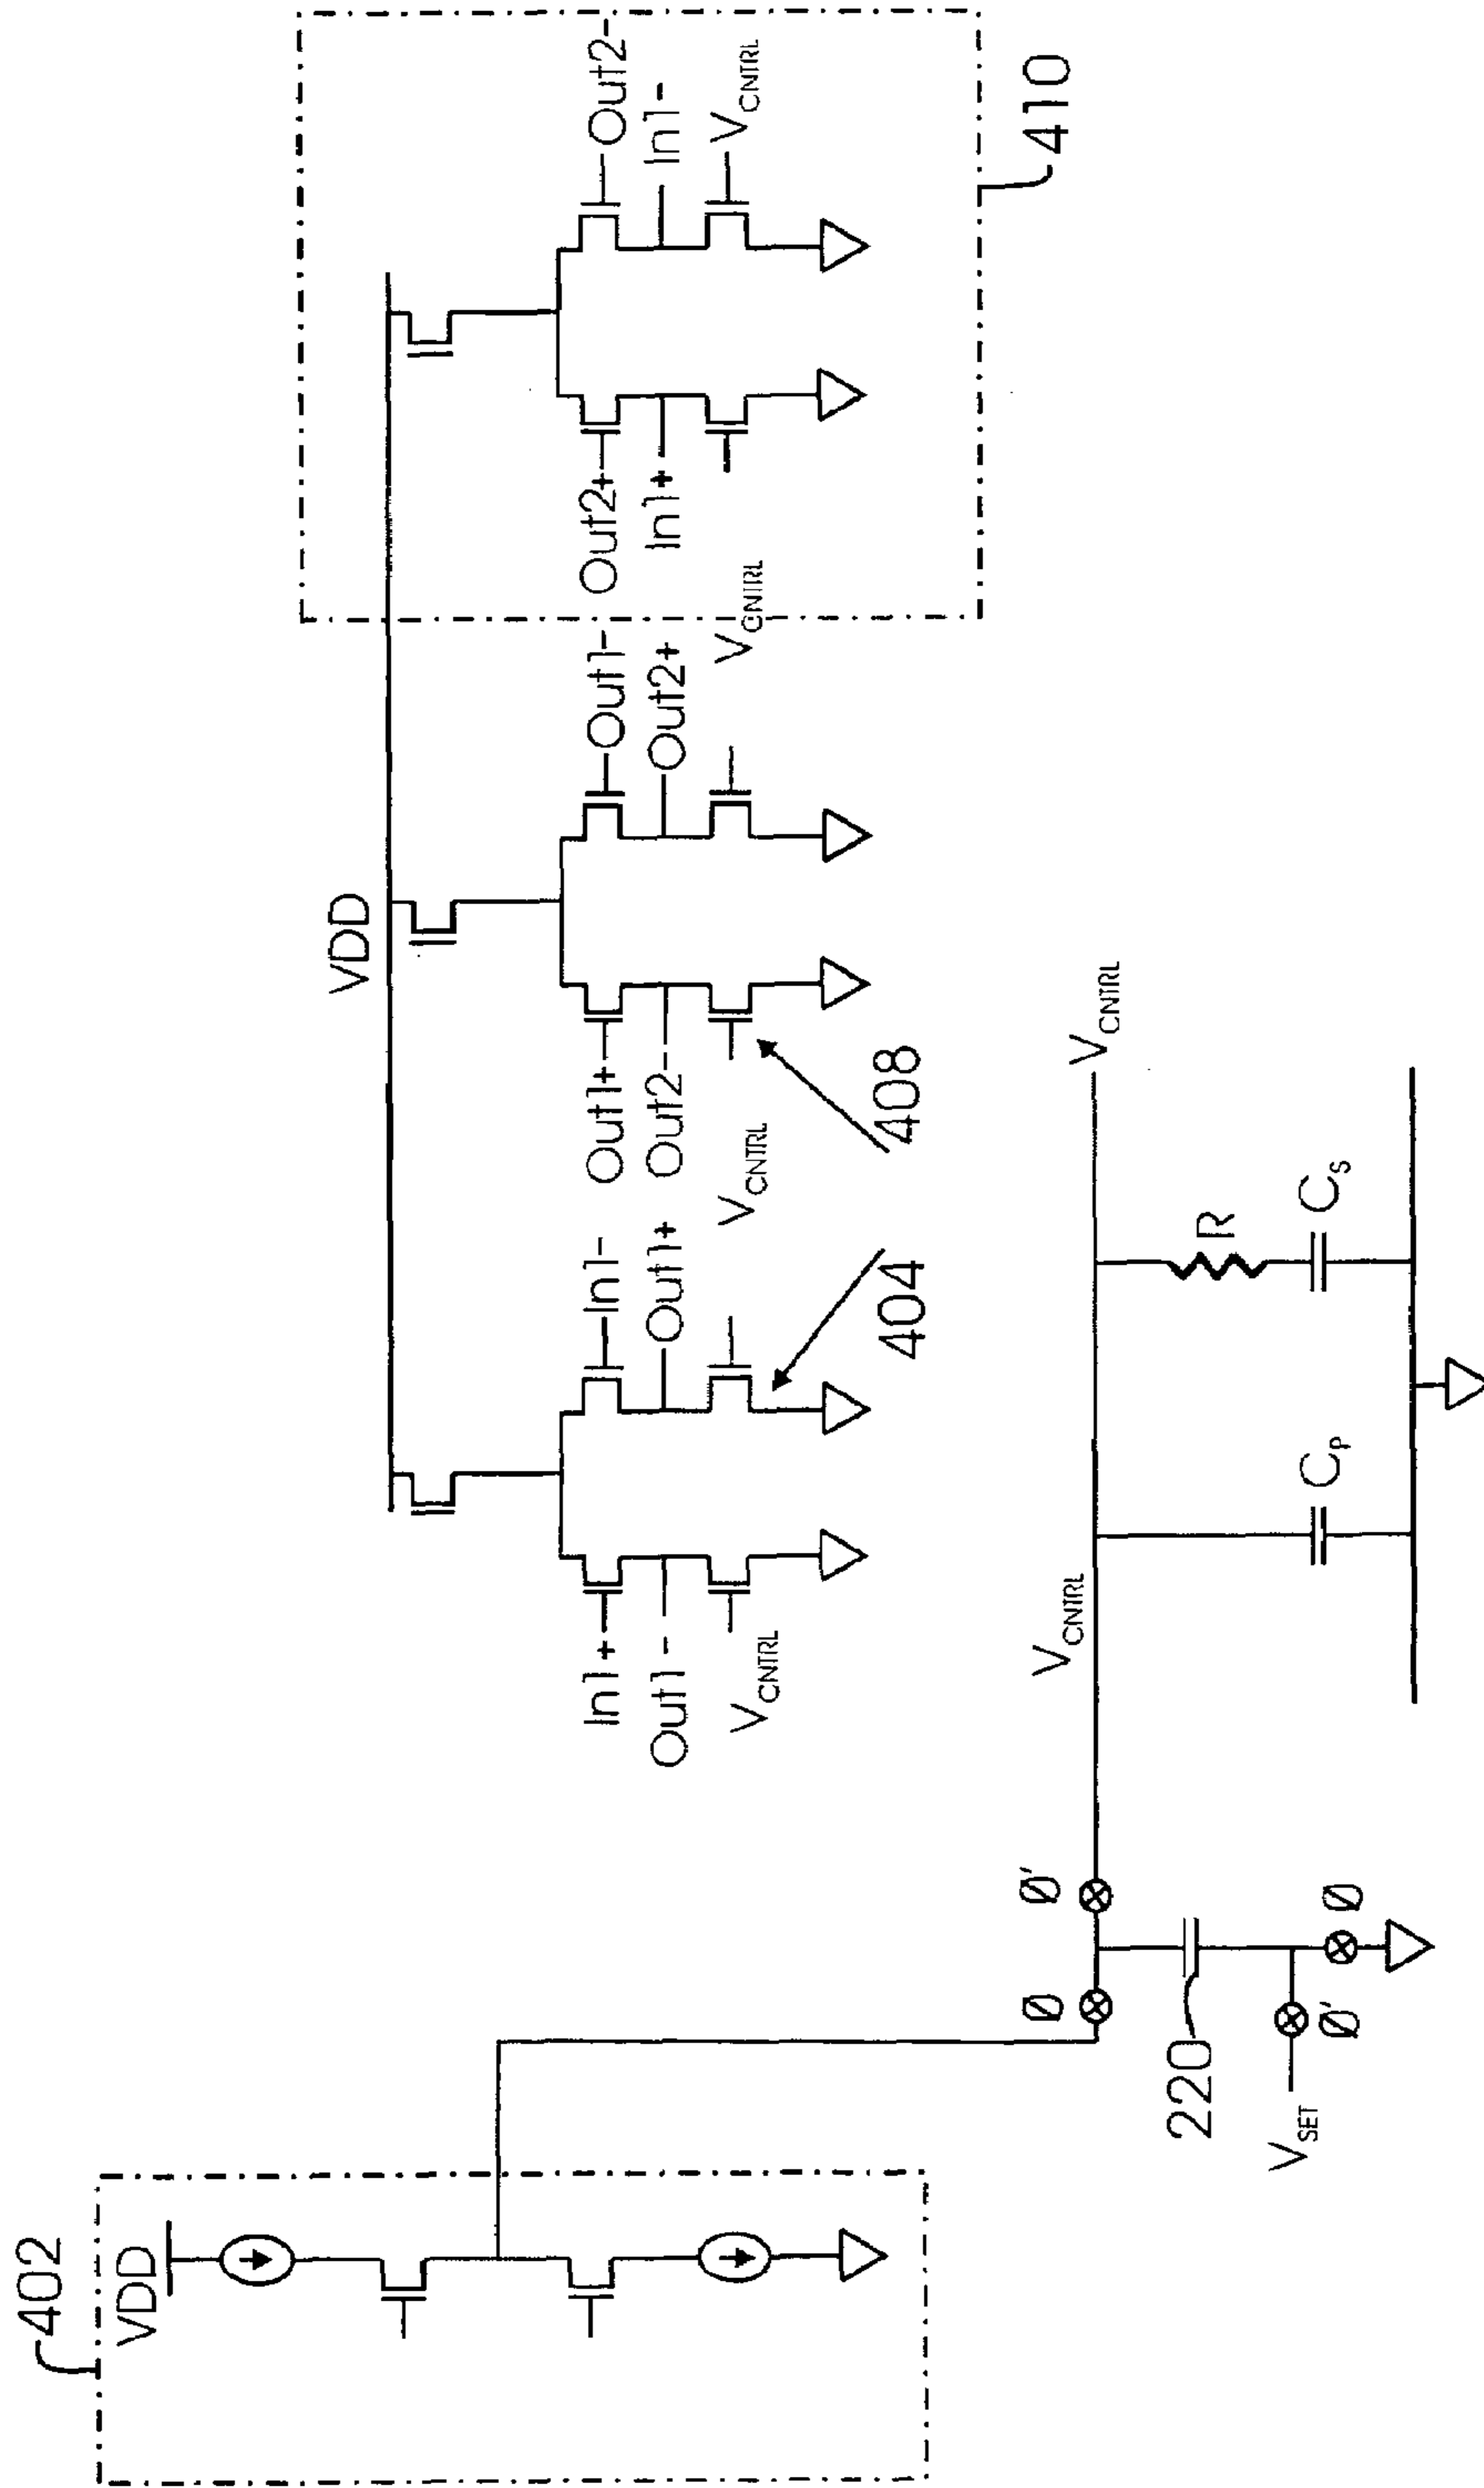 402
VDD
VDD
In1+
In1-
Out1+
Out1-
Out2+
Out2-
Out1-
Out1+
Out2-
Out2+
In1+
In1-
VCNTRL
VCNTRL
VCNTRL
VCNTRL
404
408
410
Ø
Ø'
VCNTRL
VCNTRL
220
VSET
Ø'
Ø
CP
R
CS